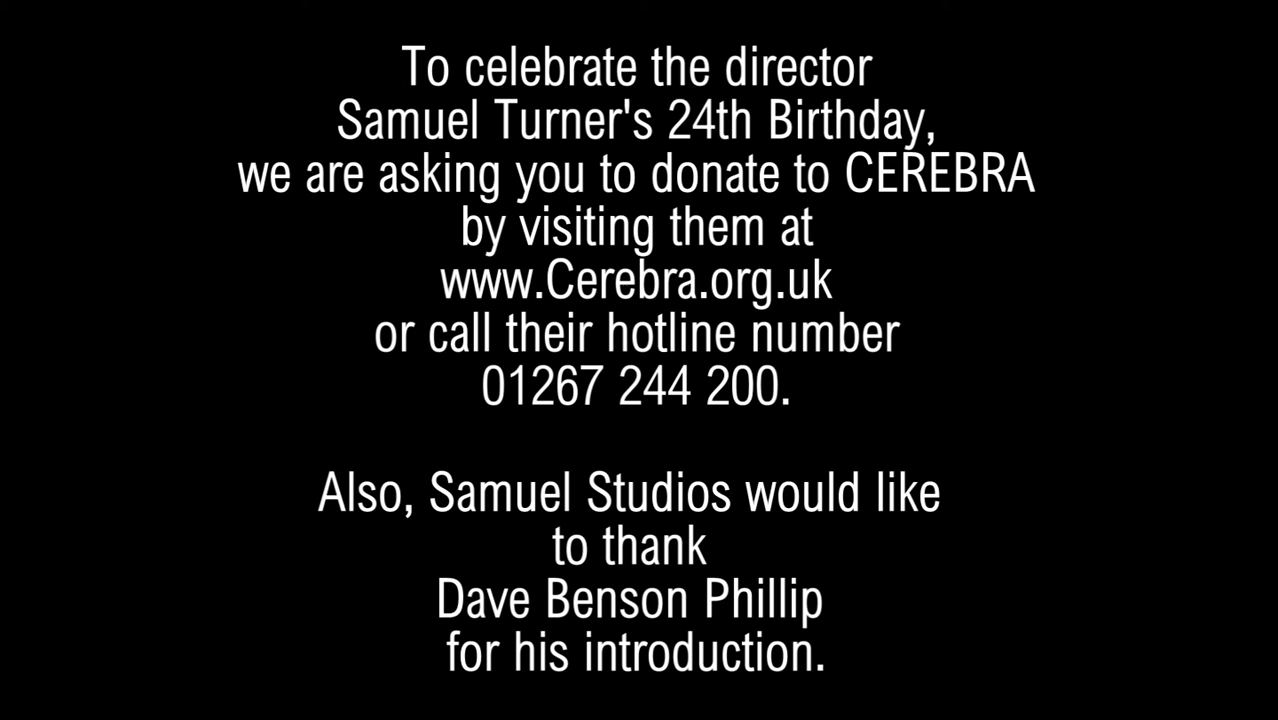 To celebrate the director
Samuel Turner's 24th Birthday,
we are asking you to donate to CEREBRA
by visiting them at
www.Cerebra.org.uk
or call their hotline number
01267 244 200.
Also, Samuel Studios would like
to thank
Dave Benson Phillip
for his introduction.